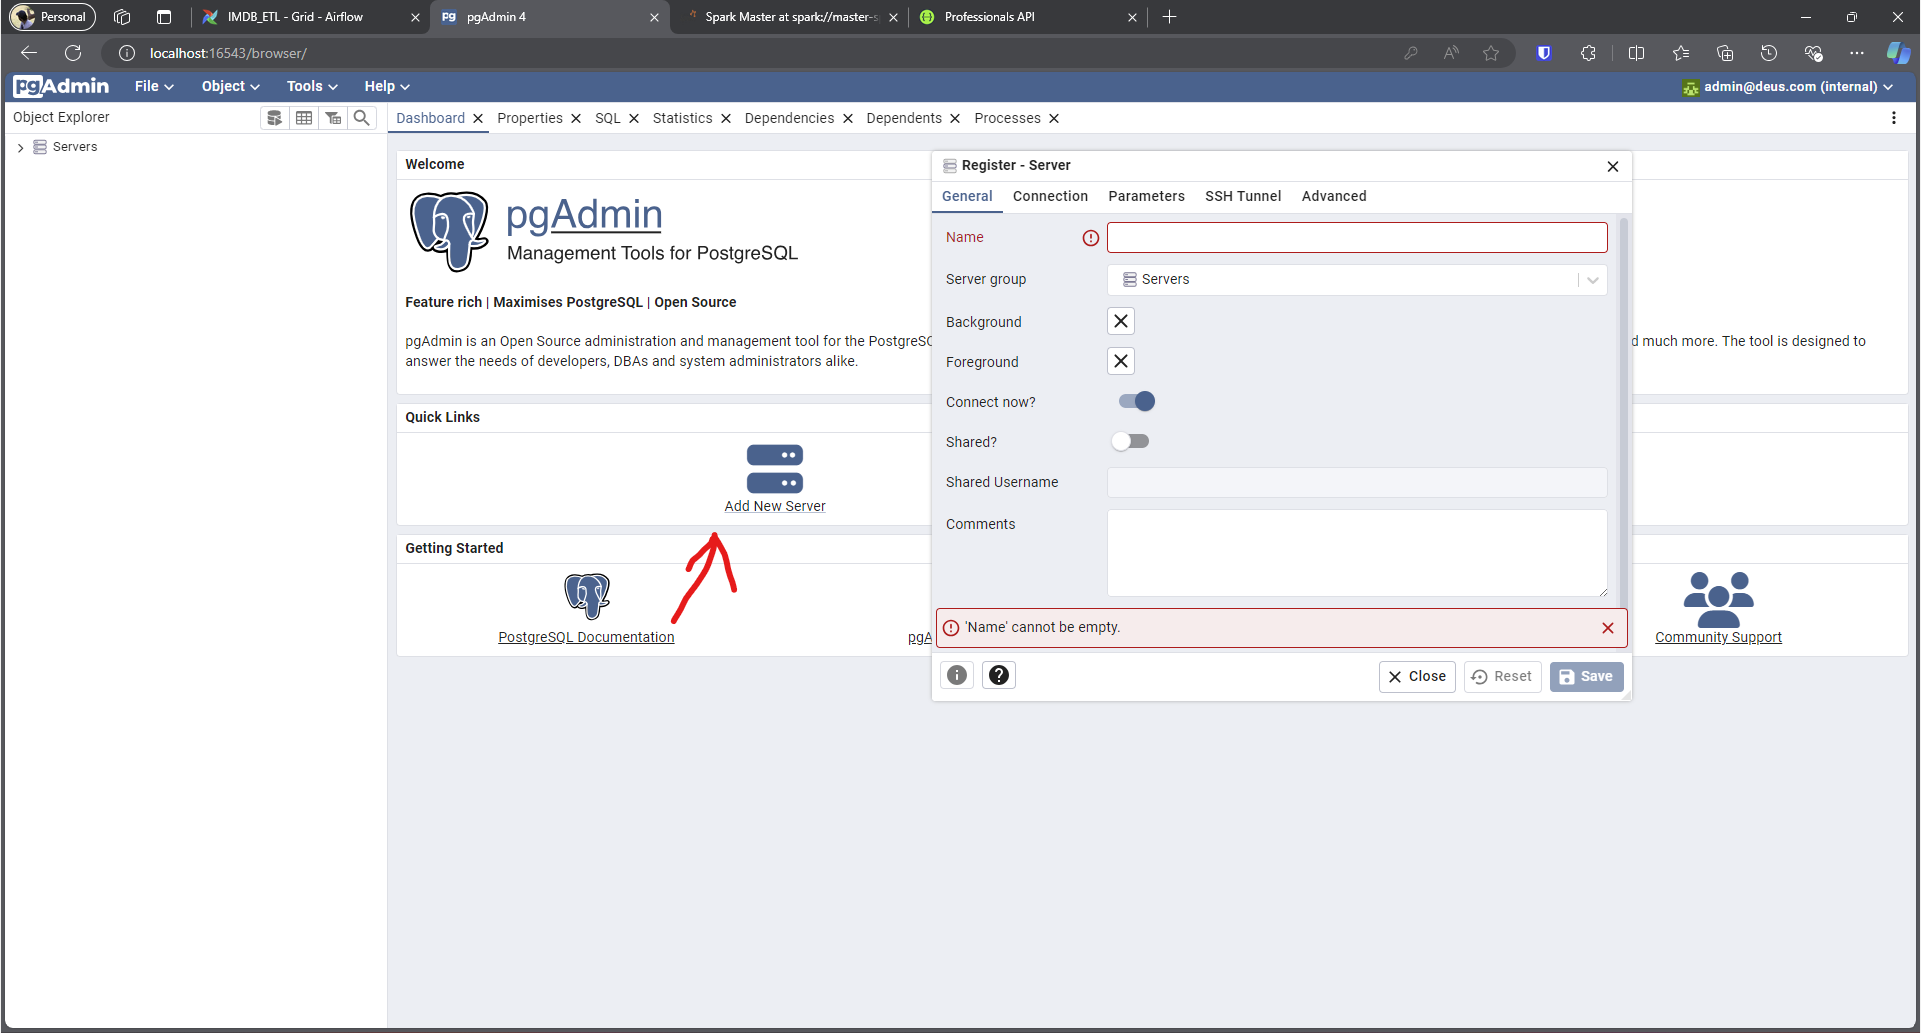 Personal
IMDB_ETL - Grid - Airflow
pgAdmin 4
Spark Master at spark://master-s
Professionals API
localhost:16543/browser/
pgAdmin
File
Object
Tools
Help
admin@deus.com (internal)
Object Explorer
Dashboard
Properties
SQL
Statistics
Dependencies
Dependents
Processes
Servers
Welcome
pgAdmin
Management Tools for PostgreSQL
Feature rich | Maximises PostgreSQL | Open Source
pgAdmin is an Open Source administration and management tool for the PostgreSQ
d much more. The tool is designed to
answer the needs of developers, DBAs and system administrators alike.
Quick Links
Add New Server
Getting Started
PostgreSQL Documentation
pgA
Community Support
Register - Server
General
Connection
Parameters
SSH Tunnel
Advanced
Name
Server group
Servers
Background
Foreground
Connect now?
Shared?
Shared Username
Comments
'Name' cannot be empty.
Close
Reset
Save